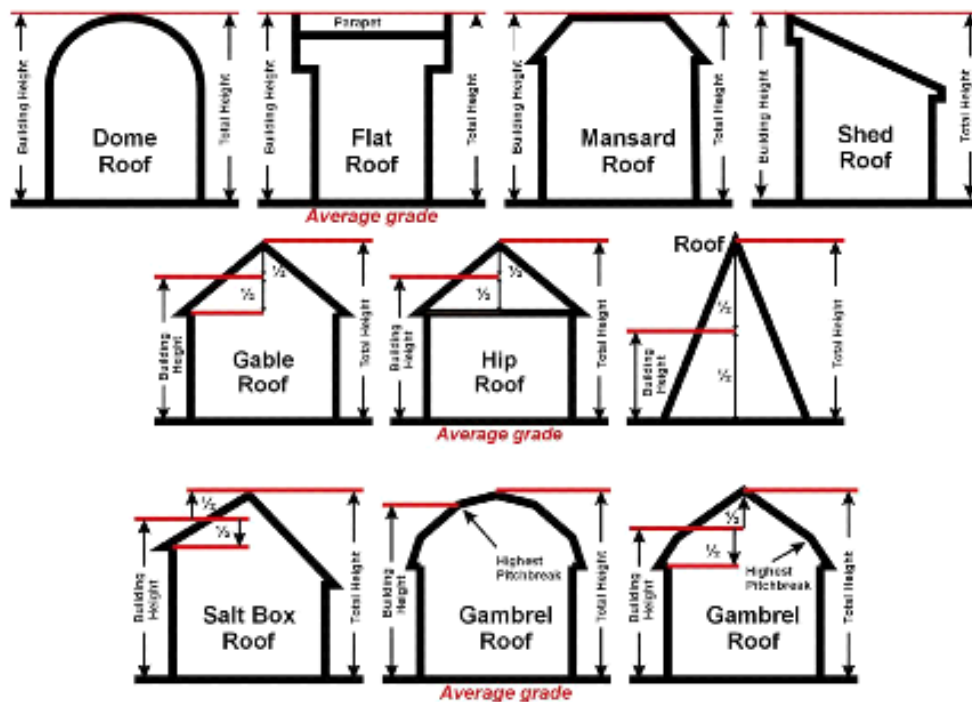 Parapet
Building Height
Dome
Roof
Total Height
Building Height
Flat
Roof
Total Height
Building Height
Mansard
Roof
Total Height
Building Height
Shed
Roof
Total Height
Average grade
½
½
Building
Height
Gable
Roof
Total Height
½
½
Building
Height
Hip
Roof
Total Height
Roof
½
½
Building
Height
Total Height
Average grade
½
½
Building
Height
Salt Box
Roof
Total Height
Building
Height
Highest
Pitchbreak
Gambrel
Roof
Total Height
½
½
Building
Height
Highest
Pitchbreak
Gambrel
Roof
Total Height
Average grade